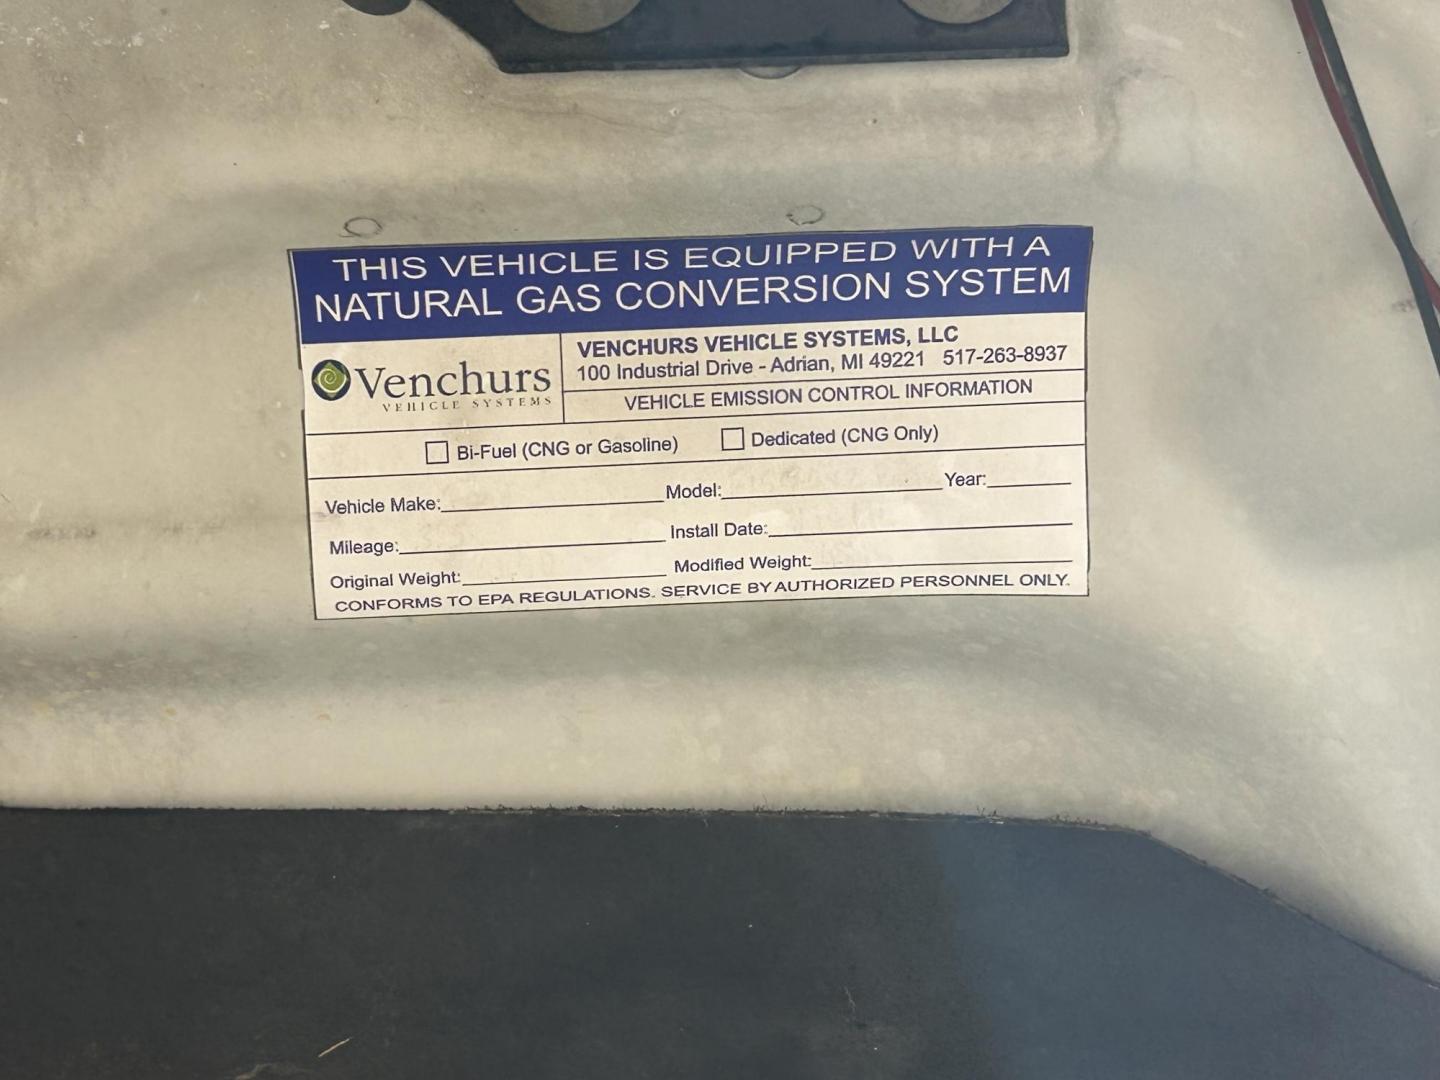 THIS VEHICLE IS EQUIPPED WITH A
NATURAL GAS CONVERSION SYSTEM
Venchurs
VEHICLE SYSTEMS
VENCHURS VEHICLE SYSTEMS, LLC
100 Industrial Drive - Adrian, MI 49221 517-263-8937
VEHICLE EMISSION CONTROL INFORMATION
Bi-Fuel (CNG or Gasoline) Dedicated (CNG Only)
Vehicle Make: Model: Year:
Mileage: Install Date:
Original Weight: Modified Weight:
CONFORMS TO EPA REGULATIONS. SERVICE BY AUTHORIZED PERSONNEL ONLY.